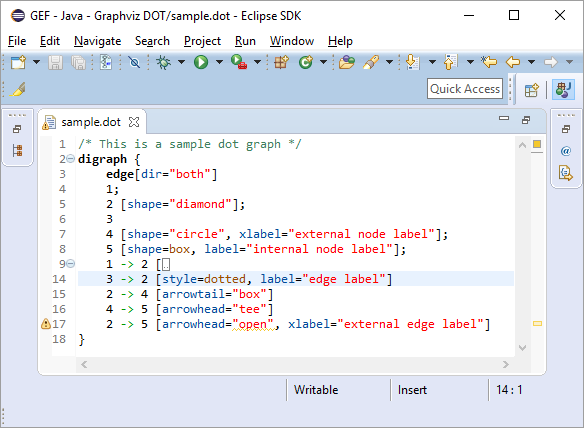 GEF - Java - Graphviz DOT/sample.dot - Eclipse SDK
File Edit Navigate Search Project Run Window Help
Quick Access
sample.dot
1 /* This is a sample dot graph */
2 digraph {
3 edge[dir="both"]
4 1;
5 2 [shape="diamond"];
6 3
7 4 [shape="circle", xlabel="external node label"];
8 5 [shape=box, label="internal node label"];
9 1 -> 2 [
14 3 -> 2 [style=dotted, label="edge label"]
15 2 -> 4 [arrowtail="box"]
16 4 -> 5 [arrowhead="tee"]
17 2 -> 5 [arrowhead="open", xlabel="external edge label"]
18 }
Writable Insert 14 : 1